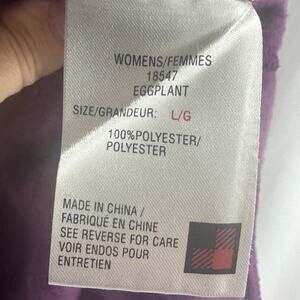 WOMENS/FEMMES
18547
EGGPLANT
SIZE/GRANDEUR: L/G
100%POLYESTER/
POLYESTER
MADE IN CHINA /
FABRIQUÉ EN CHINE
SEE REVERSE FOR CARE
VOIR ENDOS POUR
ENTRETIEN